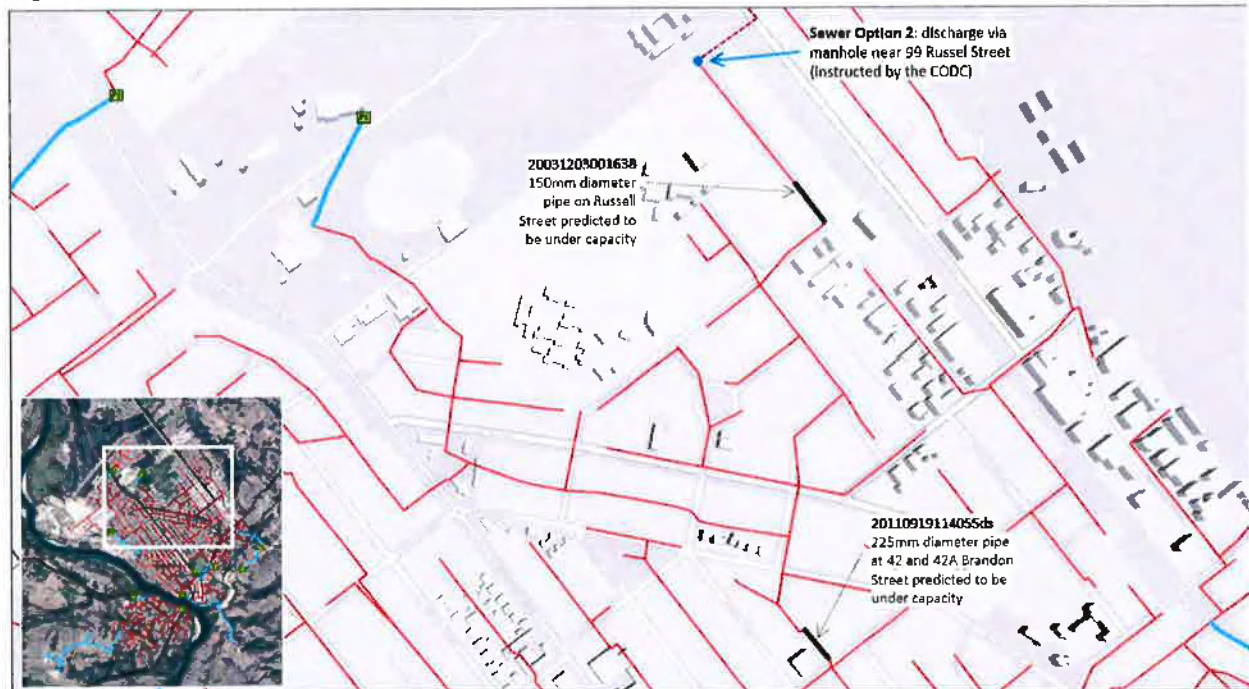 Sewer Option 2: discharge via
manhole near 99 Russel Street
(instructed by the CODC)
20031203001638
150mm diameter
pipe on Russell
Street predicted to
be under capacity
20110919114055ds
225mm diameter pipe
at 42 and 42A Brandon
Street predicted to be
under capacity